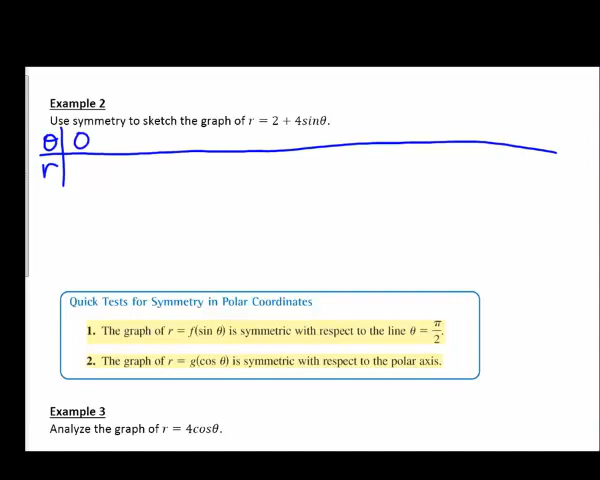 Example 2
Use symmetry to sketch the graph of r = 2 + 4sinθ.
θ 0
r
Quick Tests for Symmetry in Polar Coordinates
1. The graph of r = f(sin θ) is symmetric with respect to the line θ = π/2.
2. The graph of r = g(cos θ) is symmetric with respect to the polar axis.
Example 3
Analyze the graph of r = 4cosθ.